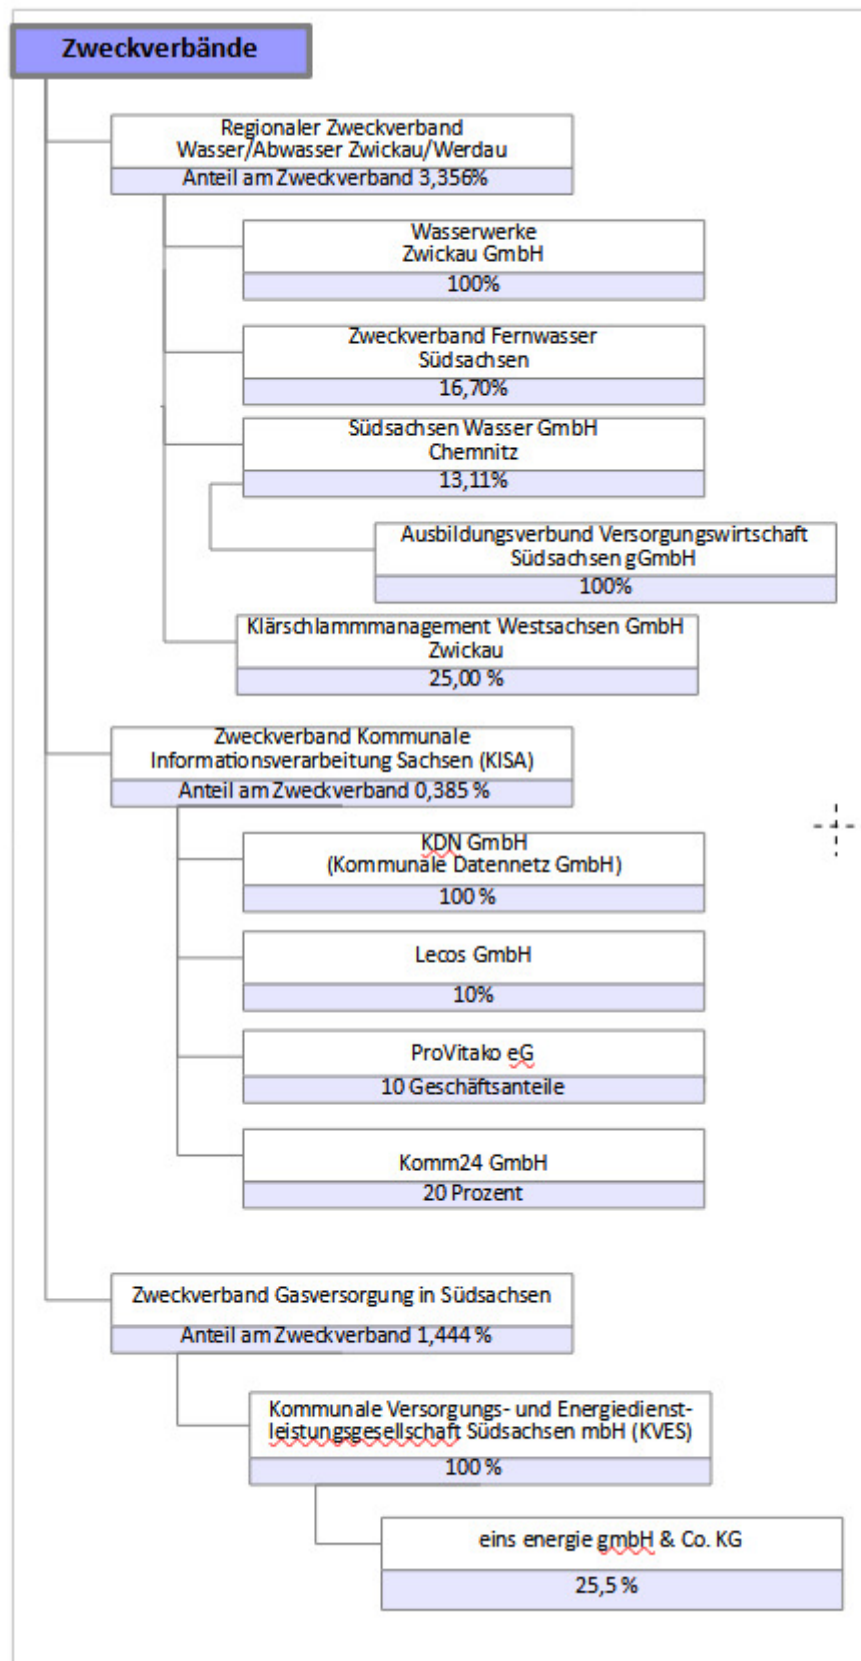 Zweckverbände
Regionaler Zweckverband
Wasser/Abwasser Zwickau/Werdau
Anteil am Zweckverband 3,356%
Wasserwerke
Zwickau GmbH
100%
Zweckverband Fernwasser
Südsachsen
16,70%
Südsachsen Wasser GmbH
Chemnitz
13,11%
Ausbildungsverbund Versorgungswirtschaft
Südsachsen gGmbH
100%
Klärschlammmanagement Westsachsen GmbH
Zwickau
25,00 %
Zweckverband Kommunale
Informationsverarbeitung Sachsen (KISA)
Anteil am Zweckverband 0,385 %
KDN GmbH
(Kommunale Datennetz GmbH)
100 %
Lecos GmbH
10%
ProVitako eG
10 Geschäftsanteile
Komm24 GmbH
20 Prozent
Zweckverband Gasversorgung in Südsachsen
Anteil am Zweckverband 1,444 %
Kommunale Versorgungs- und Energiedienst-
leistungsgesellschaft Südsachsen mbH (KVES)
100 %
eins energie gmbH & Co. KG
25,5 %